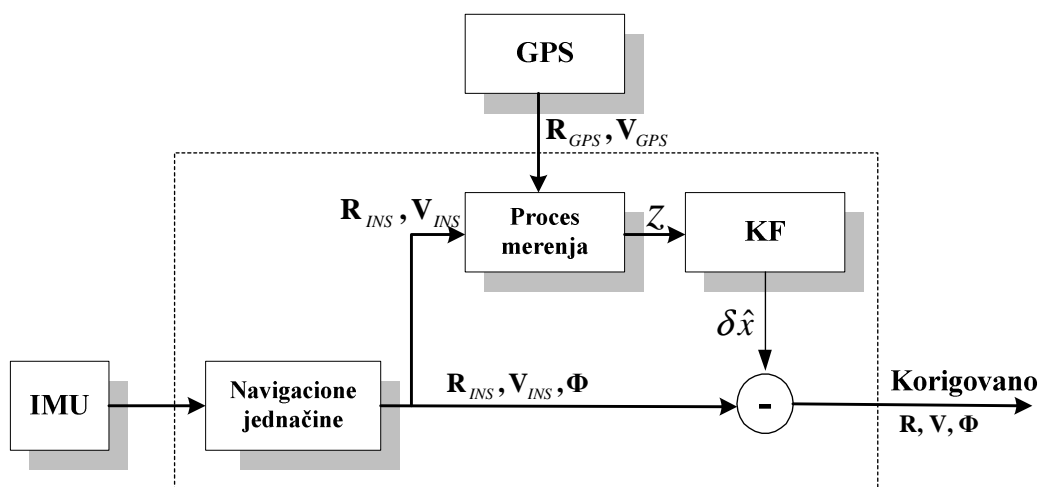 GPS
R_GPS, V_GPS
R_INS, V_INS
Proces
merenja
z
KF
δx̂
IMU
Navigacione
jednačine
R_INS, V_INS, Φ
-
Korigovano
R, V, Φ